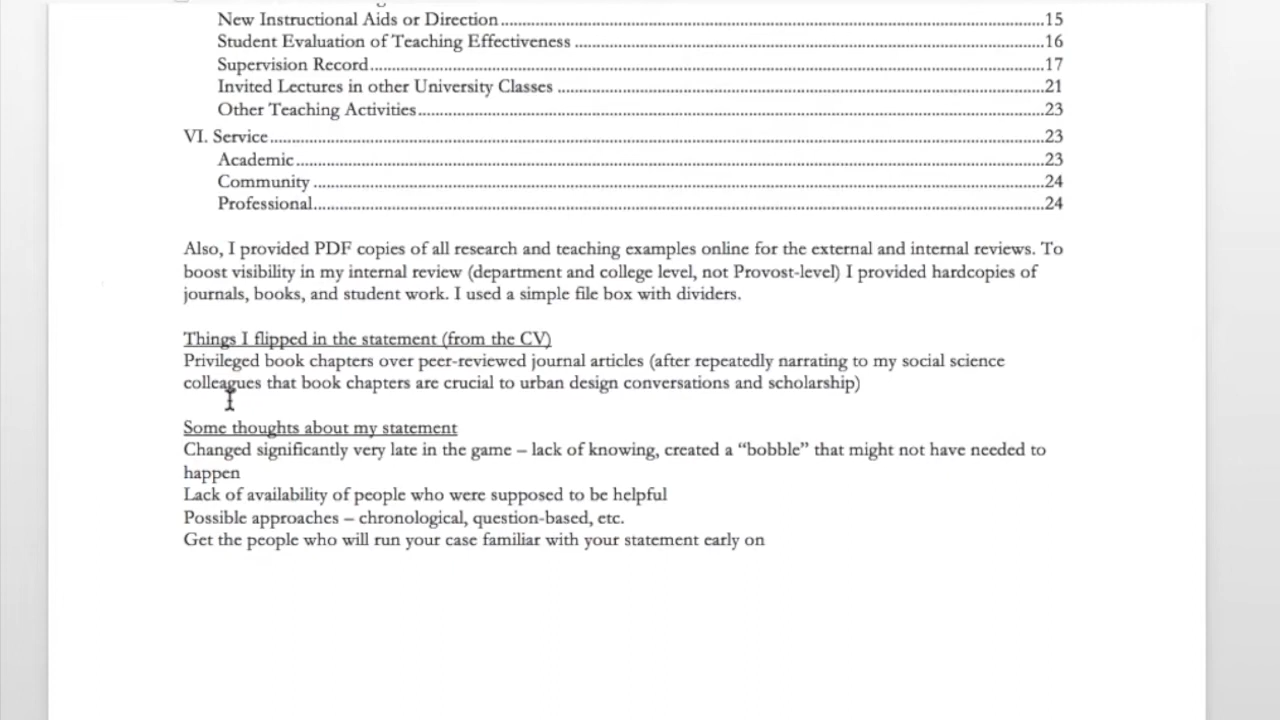 New Instructional Aids or Direction...............15
Student Evaluation of Teaching Effectiveness...............16
Supervision Record...............17
Invited Lectures in other University Classes...............21
Other Teaching Activities...............23
VI. Service...............23
Academic...............23
Community...............24
Professional...............24
Also, I provided PDF copies of all research and teaching examples online for the external and internal reviews. To
boost visibility in my internal review (department and college level, not Provost-level) I provided hardcopies of
journals, books, and student work. I used a simple file box with dividers.
Things I flipped in the statement (from the CV)
Privileged book chapters over peer-reviewed journal articles (after repeatedly narrating to my social science
colleagues that book chapters are crucial to urban design conversations and scholarship)
Some thoughts about my statement
Changed significantly very late in the game – lack of knowing, created a “bobble” that might not have needed to
happen
Lack of availability of people who were supposed to be helpful
Possible approaches – chronological, question-based, etc.
Get the people who will run your case familiar with your statement early on